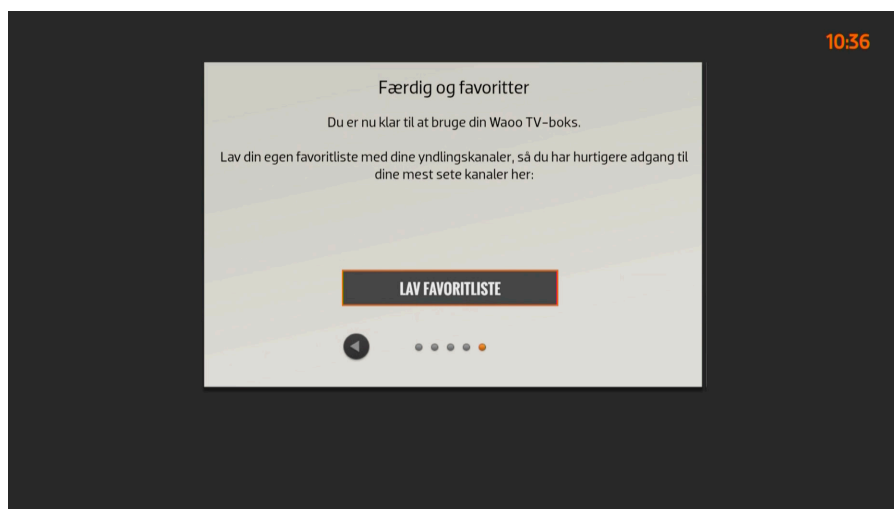 10:36
Færdig og favoritter
Du er nu klar til at bruge din Waoo TV-boks.
Lav din egen favoritliste med dine yndlingskanaler, så du har hurtigere adgang til
dine mest sete kanaler her:
LAV FAVORITLISTE